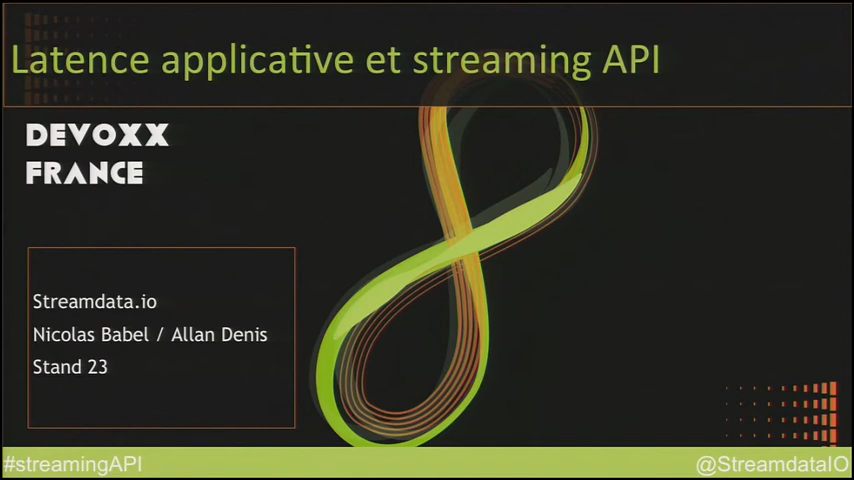 Latence applicative et streaming API
DEVOXX
FRANCE
Streamdata.io
Nicolas Babel / Allan Denis
Stand 23
#streamingAPI
@StreamdataIO